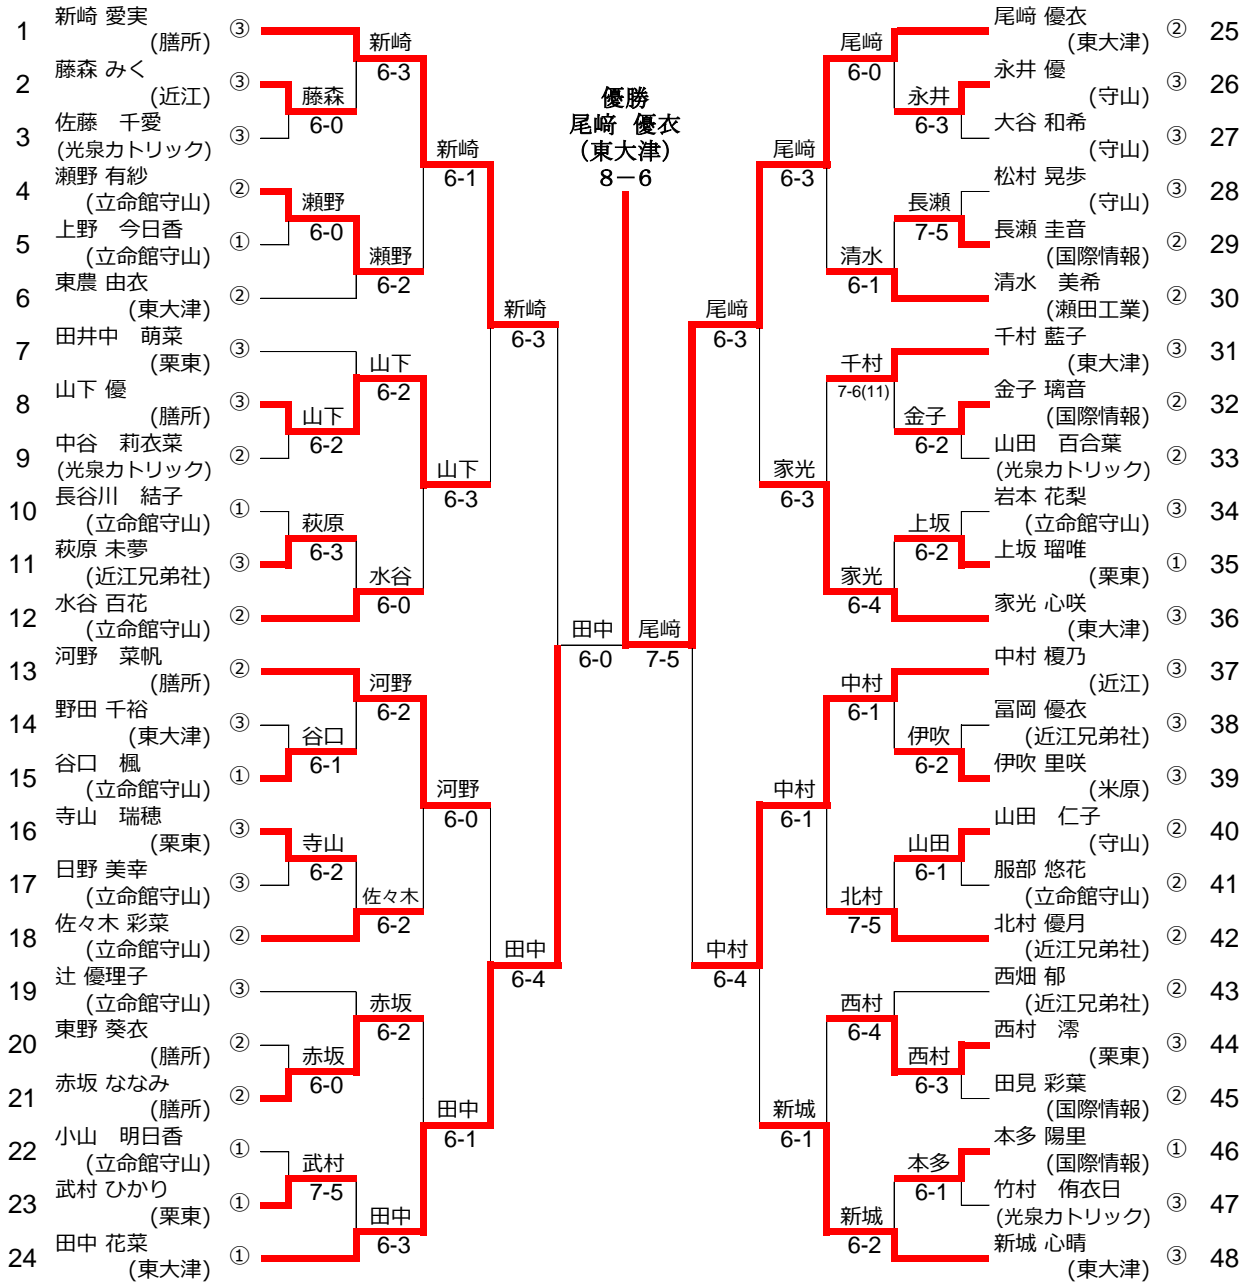 1 新崎 愛実 ③
(膳所)
2 藤森 みく ③
(近江)
3 佐藤 千愛 ③
(光泉カトリック)
4 瀬野 有紗 ②
(立命館守山)
5 上野 今日香 ①
(立命館守山)
6 東農 由衣 ②
(東大津)
7 田井中 萌菜 ③
(栗東)
8 山下 優 ③
(膳所)
9 中谷 莉衣菜 ②
(光泉カトリック)
10 長谷川 結子 ①
(立命館守山)
11 萩原 未夢 ③
(近江兄弟社)
12 水谷 百花 ②
(立命館守山)
13 河野 菜帆 ②
(膳所)
14 野田 千裕 ③
(東大津)
15 谷口 楓 ①
(立命館守山)
16 寺山 瑞穂 ③
(栗東)
17 日野 美幸 ③
(立命館守山)
18 佐々木 彩菜 ②
(立命館守山)
19 辻 優理子 ③
(立命館守山)
20 東野 葵衣 ②
(膳所)
21 赤坂 ななみ ②
(膳所)
22 小山 明日香 ①
(立命館守山)
23 武村 ひかり ①
(栗東)
24 田中 花菜 ①
(東大津)
藤森
6-0
瀬野
6-0
山下
6-2
萩原
6-3
谷口
6-1
寺山
6-2
赤坂
6-0
武村
7-5
新崎
6-3
瀬野
6-2
山下
6-2
水谷
6-0
河野
6-2
佐々木
6-2
赤坂
6-2
田中
6-3
新崎
6-1
山下
6-3
河野
6-0
田中
6-1
新崎
6-3
田中
6-4
田中
6-0
優勝
尾﨑 優衣
(東大津)
8-6
尾﨑
7-5
尾﨑
6-3
中村
6-4
尾﨑
6-3
家光
6-3
中村
6-1
新城
6-1
尾﨑
6-0
清水
6-1
千村
7-6(11)
家光
6-4
中村
6-1
北村
7-5
西村
6-4
新城
6-2
永井
6-3
長瀬
7-5
金子
6-2
上坂
6-2
伊吹
6-2
山田
6-1
西村
6-3
本多
6-1
尾﨑 優衣 ② 25
(東大津)
永井 優 ③ 26
(守山)
大谷 和希 ③ 27
(守山)
松村 晃歩 ③ 28
(守山)
長瀬 圭音 ② 29
(国際情報)
清水 美希 ② 30
(瀬田工業)
千村 藍子 ③ 31
(東大津)
金子 璃音 ② 32
(国際情報)
山田 百合葉 ② 33
(光泉カトリック)
岩本 花梨 ③ 34
(立命館守山)
上坂 瑠唯 ① 35
(栗東)
家光 心咲 ③ 36
(東大津)
中村 榎乃 ③ 37
(近江)
冨岡 優衣 ③ 38
(近江兄弟社)
伊吹 里咲 ③ 39
(米原)
山田 仁子 ② 40
(守山)
服部 悠花 ② 41
(立命館守山)
北村 優月 ② 42
(近江兄弟社)
西畑 郁 ② 43
(近江兄弟社)
西村 澪 ③ 44
(栗東)
田見 彩葉 ② 45
(国際情報)
本多 陽里 ① 46
(国際情報)
竹村 侑衣日 ③ 47
(光泉カトリック)
新城 心晴 ③ 48
(東大津)